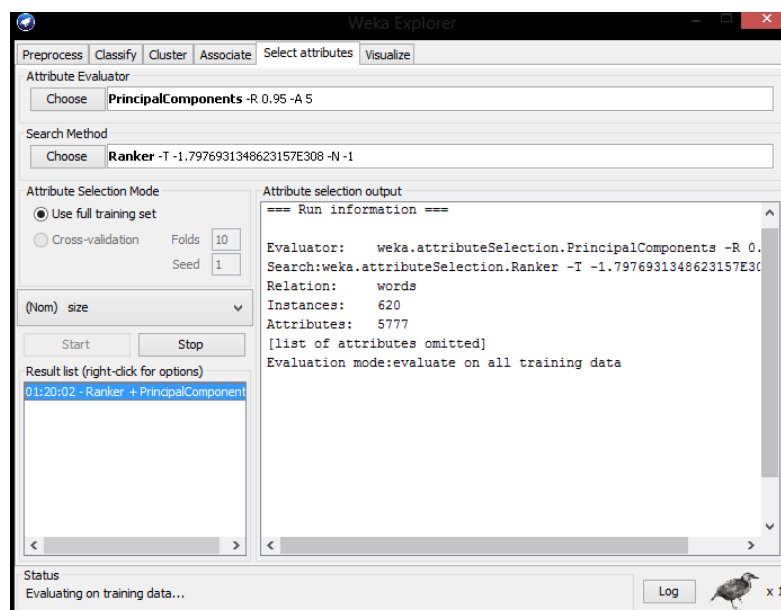 Weka Explorer
Preprocess Classify Cluster Associate Select attributes Visualize
Attribute Evaluator
Choose PrincipalComponents -R 0.95 -A 5
Search Method
Choose Ranker -T -1.7976931348623157E308 -N -1
Attribute Selection Mode
Use full training set
Cross-validation Folds 10
Seed 1
(Nom) size
Start Stop
Result list (right-click for options)
01:20:02 - Ranker + PrincipalComponent
Attribute selection output
=== Run information ===
Evaluator: weka.attributeSelection.PrincipalComponents -R 0.
Search:weka.attributeSelection.Ranker -T -1.7976931348623157E30
Relation: words
Instances: 620
Attributes: 5777
[list of attributes omitted]
Evaluation mode:evaluate on all training data
Status
Evaluating on training data...
Log
x 1